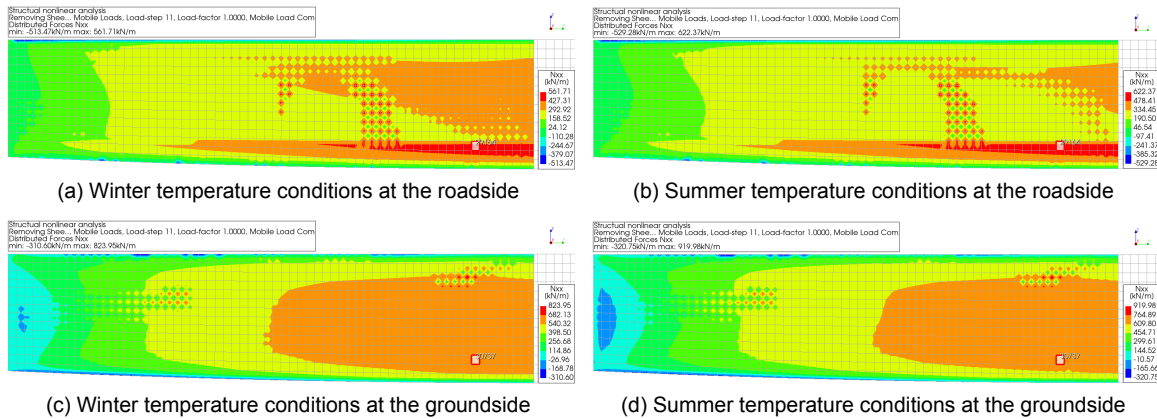 Structual nonlinear analysis
Removing Shee... Mobile Loads, Load-step 11, Load-factor 1.0000, Mobile Load Com
Distributed Forces Nxx
min: -513.47kN/m max: 561.71kN/m
Nxx
(kN/m)
561.71
427.31
292.92
158.52
24.12
-110.28
-244.67
-379.07
-513.47
(a) Winter temperature conditions at the roadside
Structual nonlinear analysis
Removing Shee... Mobile Loads, Load-step 11, Load-factor 1.0000, Mobile Load Com
Distributed Forces Nxx
min: -529.28kN/m max: 622.37kN/m
Nxx
(kN/m)
622.37
478.41
334.45
190.50
46.54
-97.41
-241.37
-385.32
-529.28
(b) Summer temperature conditions at the roadside
Structual nonlinear analysis
Removing Shee... Mobile Loads, Load-step 11, Load-factor 1.0000, Mobile Load Com
Distributed Forces Nxx
min: -310.60kN/m max: 823.95kN/m
Nxx
(kN/m)
823.95
682.13
540.32
398.50
256.68
114.86
-26.96
-168.78
-310.60
(c) Winter temperature conditions at the groundside
Structual nonlinear analysis
Removing Shee... Mobile Loads, Load-step 11, Load-factor 1.0000, Mobile Load Com
Distributed Forces Nxx
min: -320.75kN/m max: 919.98kN/m
Nxx
(kN/m)
919.98
764.89
609.80
454.71
299.61
144.52
-10.57
-165.66
-320.75
(d) Summer temperature conditions at the groundside